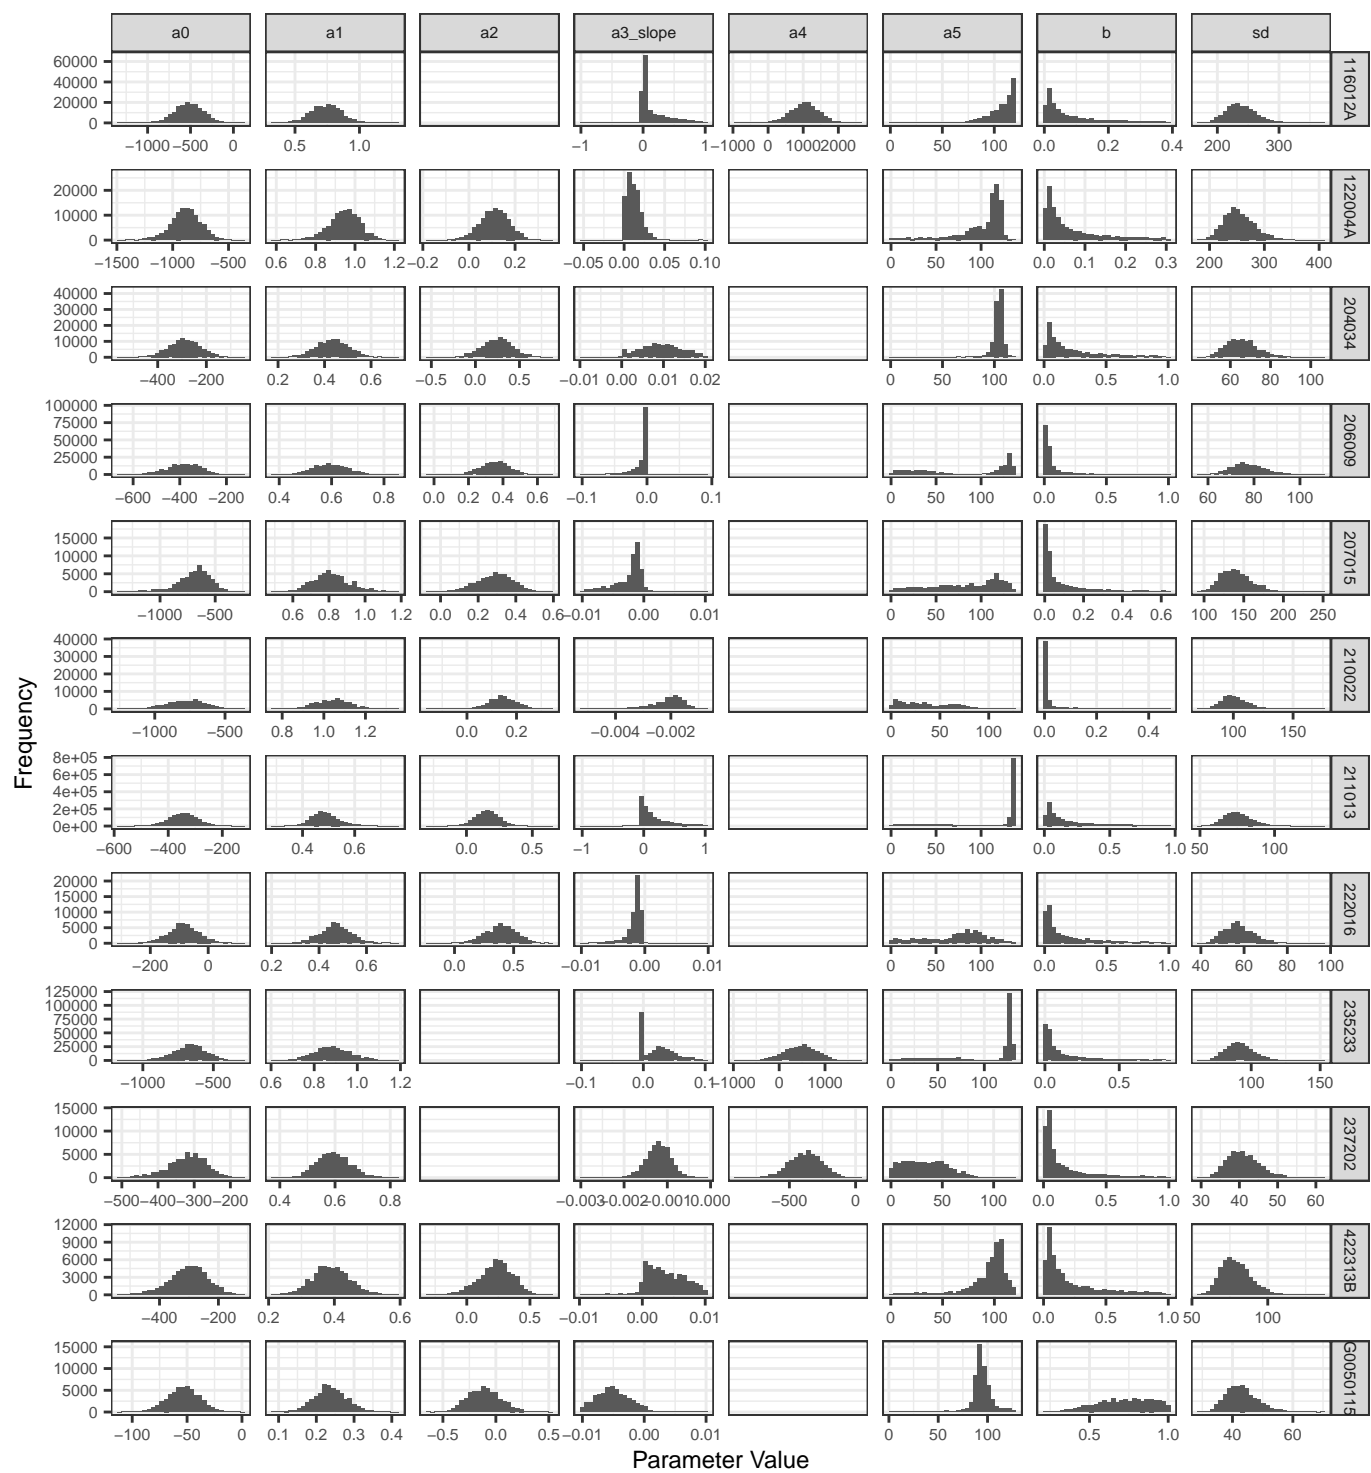 a0 a1 a2 a3_slope a4 a5 b sd
60000
40000
20000
0
116012A
−1000 −500 0 0.5 1.0 −1 0 1 −1000 0 1000 2000 0 50 100 0.0 0.2 0.4 200 300
20000
10000
0
122004A
−1500 −1000 −500 0.6 0.8 1.0 1.2 −0.2 0.0 0.2 −0.05 0.00 0.05 0.10 0 50 100 0.0 0.1 0.2 0.3 200 300 400
40000
30000
20000
10000
0
204034
−400 −200 0.2 0.4 0.6 −0.5 0.0 0.5 −0.01 0.00 0.01 0.02 0 50 100 0.0 0.5 1.0 60 80 100
100000
75000
50000
25000
0
206009
−600 −400 −200 0.4 0.6 0.8 0.0 0.2 0.4 0.6 −0.1 0.0 0.1 0 50 100 0.0 0.5 1.0 60 80 100
15000
10000
5000
0
207015
−1000 −500 0.6 0.8 1.0 1.2 0.0 0.2 0.4 0.6 −0.01 0.00 0.01 0 50 100 0.0 0.2 0.4 0.6 100 150 200 250
40000
30000
20000
10000
0
210022
−1000 −500 0.8 1.0 1.2 0.0 0.2 −0.004 −0.002 0 50 100 0.0 0.2 0.4 100 150
Frequency
8e+05
6e+05
4e+05
2e+05
0e+00
211013
−600 −400 −200 0.4 0.6 0.0 0.5 −1 0 1 0 50 100 0.0 0.5 1.0 50 100
20000
15000
10000
5000
0
222016
−200 0 0.2 0.4 0.6 0.0 0.5 −0.01 0.00 0.01 0 50 100 0.0 0.5 1.0 40 60 80 100
125000
100000
75000
50000
25000
0
235233
−1000 −500 0.6 0.8 1.0 1.2 −0.1 0.0 0.1 −1000 0 1000 0 50 100 0.0 0.5 100 150
15000
10000
5000
0
237202
−500 −400 −300 −200 0.4 0.6 0.8 −0.003 −0.002 −0.001 0.000 −500 0 0 50 100 0.0 0.5 1.0 30 40 50 60
12000
9000
6000
3000
0
422313B
−400 −200 0.2 0.4 0.6 0.0 0.5 −0.01 0.00 0.01 0 50 100 0.0 0.5 1.0 50 100
15000
10000
5000
0
G0050115
−100 −50 0 0.1 0.2 0.3 0.4 −0.5 0.0 0.5 −0.01 0.00 0.01 0 50 100 0.5 1.0 40 60
Parameter Value